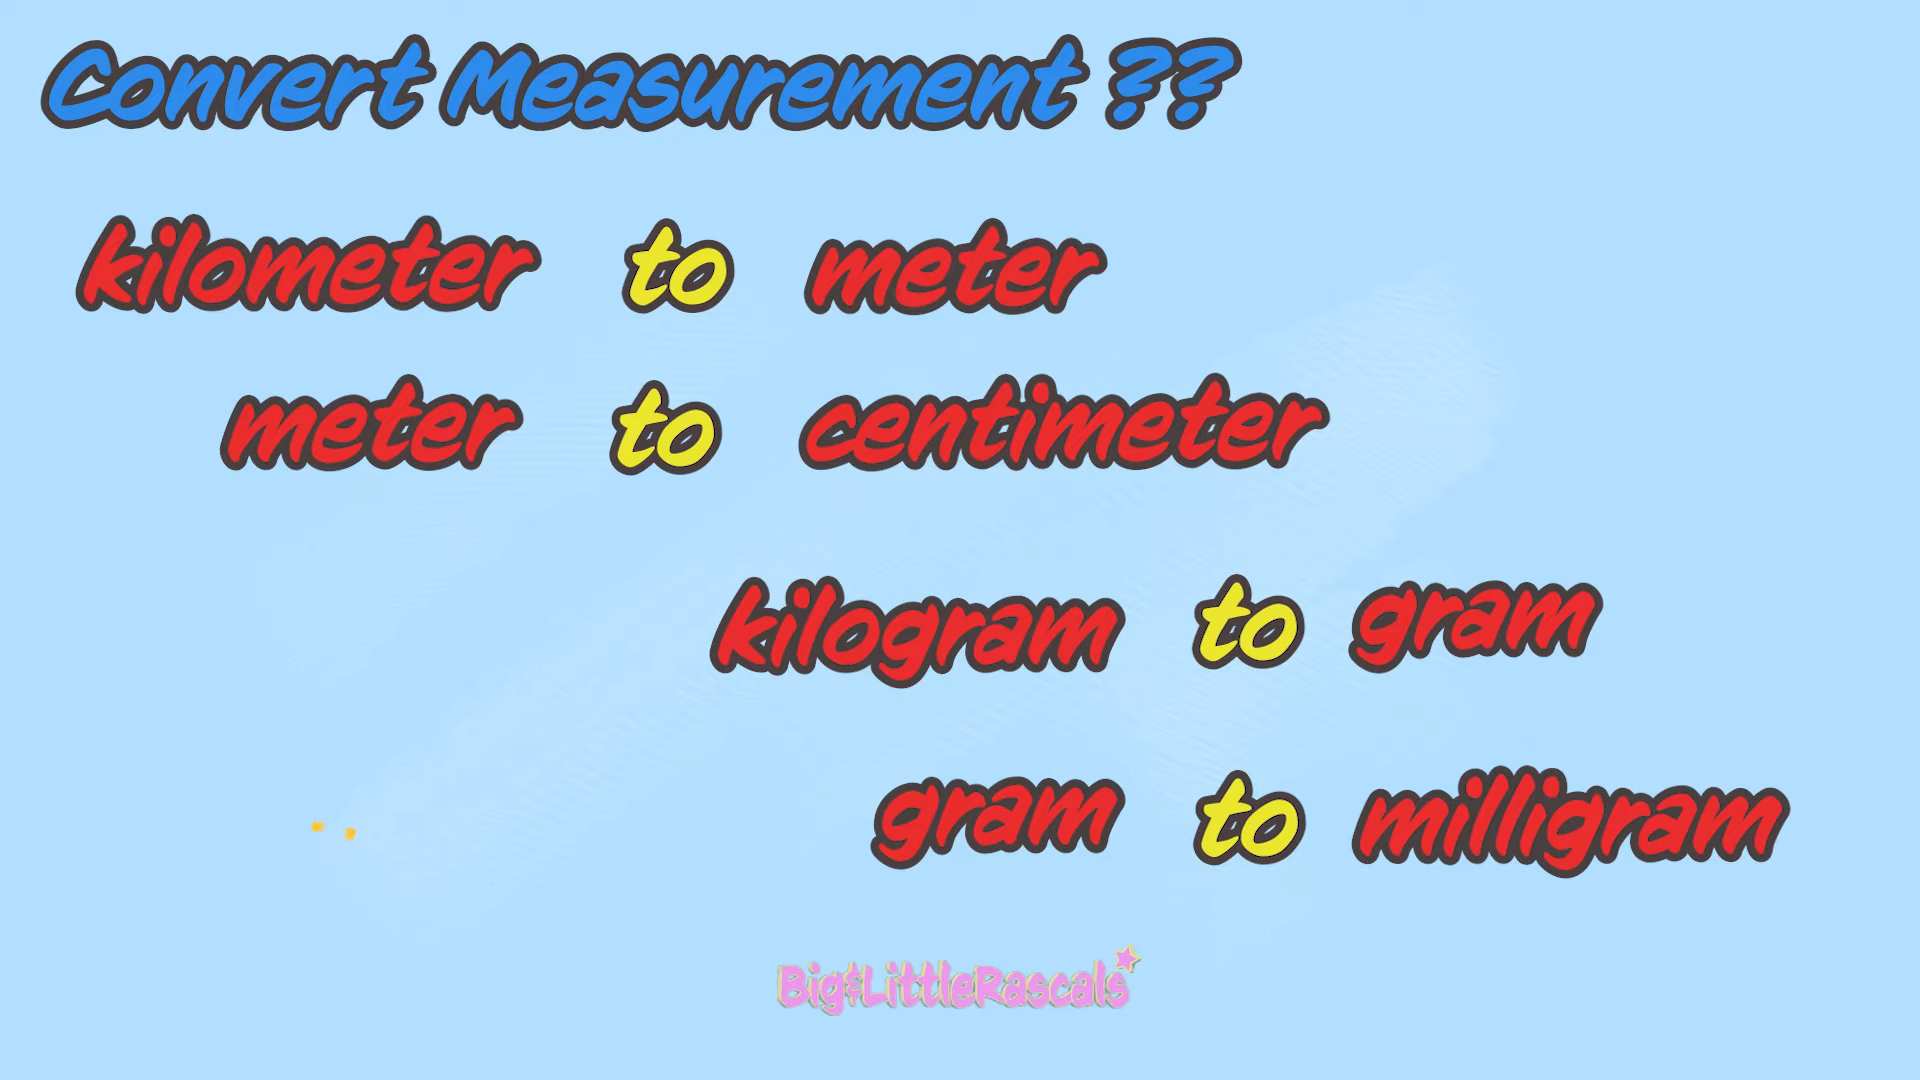 Convert Measurement ??
kilometer to meter
meter to centimeter
kilogram to gram
gram to milligram
Big&LittleRascals